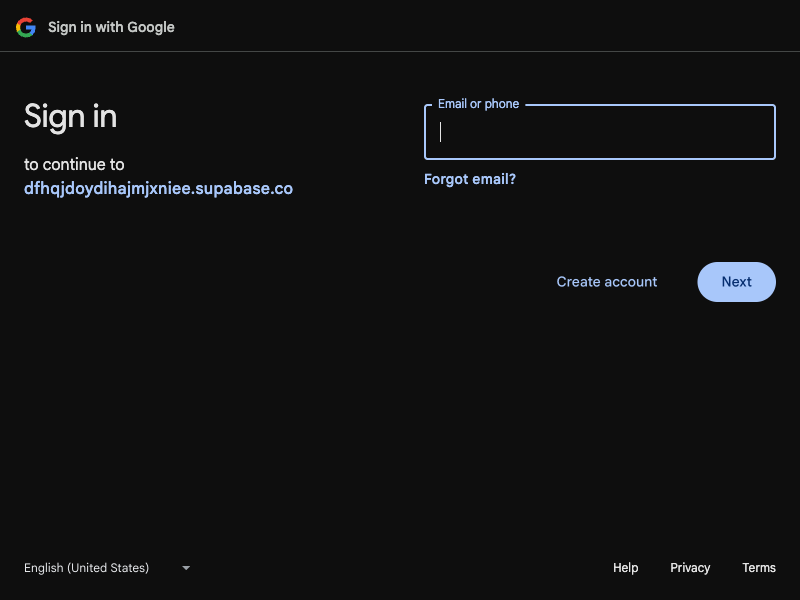 Sign in with Google
Sign in
to continue to
dfhqjdoydihajmjxniee.supabase.co
Email or phone
Forgot email?
Create account
Next
English (United States)
Help
Privacy
Terms